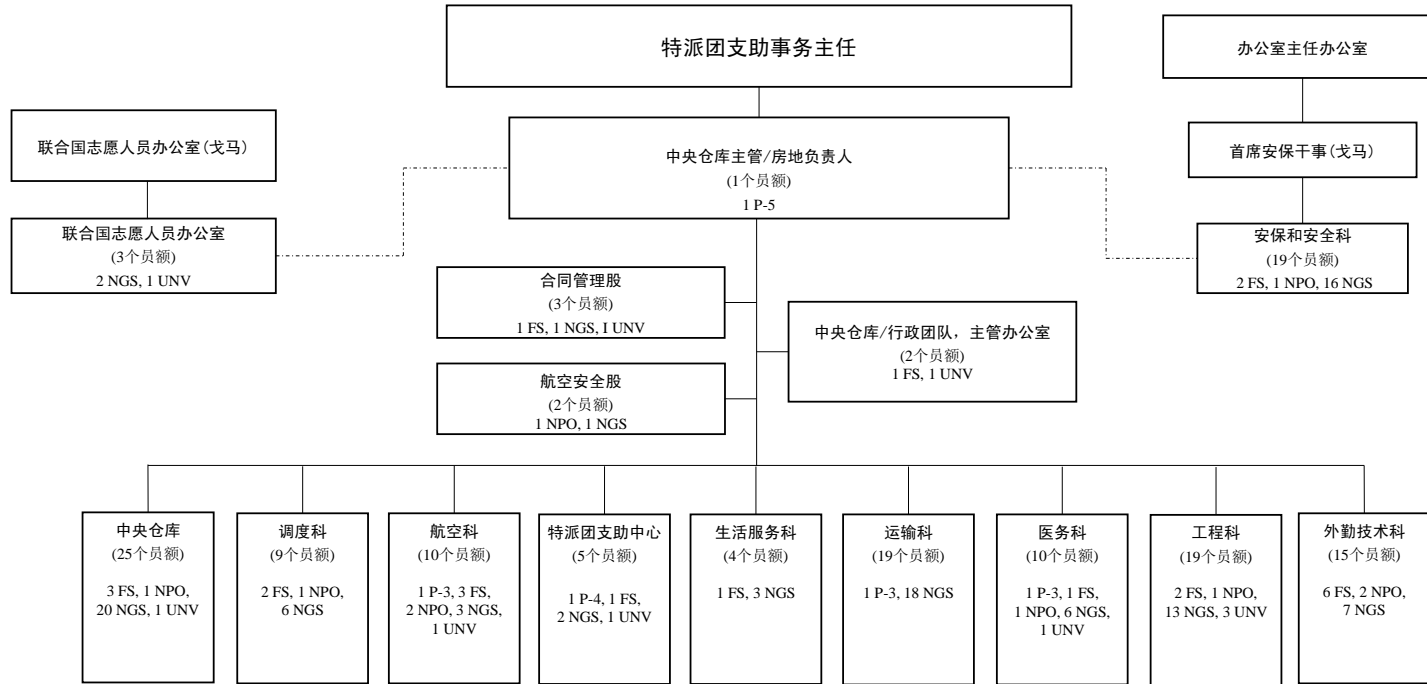 特派团支助事务主任
办公室主任办公室
联合国志愿人员办公室(戈马)
中央仓库主管/房地负责人
(1个员额)
1 P-5
首席安保干事(戈马)
联合国志愿人员办公室
(3个员额)
2 NGS, 1 UNV
安保和安全科
(19个员额)
2 FS, 1 NPO, 16 NGS
合同管理股
(3个员额)
1 FS, 1 NGS, I UNV
中央仓库/行政团队，主管办公室
(2个员额)
1 FS, 1 UNV
航空安全股
(2个员额)
1 NPO, 1 NGS
中央仓库
(25个员额)
3 FS, 1 NPO,
20 NGS, 1 UNV
调度科
(9个员额)
2 FS, 1 NPO,
6 NGS
航空科
(10个员额)
1 P-3, 3 FS,
2 NPO, 3 NGS,
1 UNV
特派团支助中心
(5个员额)
1 P-4, 1 FS,
2 NGS, 1 UNV
生活服务科
(4个员额)
1 FS, 3 NGS
运输科
(19个员额)
1 P-3, 18 NGS
医务科
(10个员额)
1 P-3, 1 FS,
1 NPO, 6 NGS,
1 UNV
工程科
(19个员额)
2 FS, 1 NPO,
13 NGS, 3 UNV
外勤技术科
(15个员额)
6 FS, 2 NPO,
7 NGS